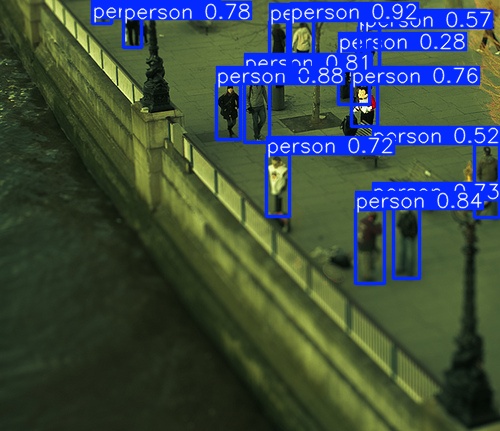 person 0.78
person 0.92
person 0.57
person 0.28
person 0.81
person 0.88
person 0.76
person 0.52
person 0.72
person 0.73
person 0.84